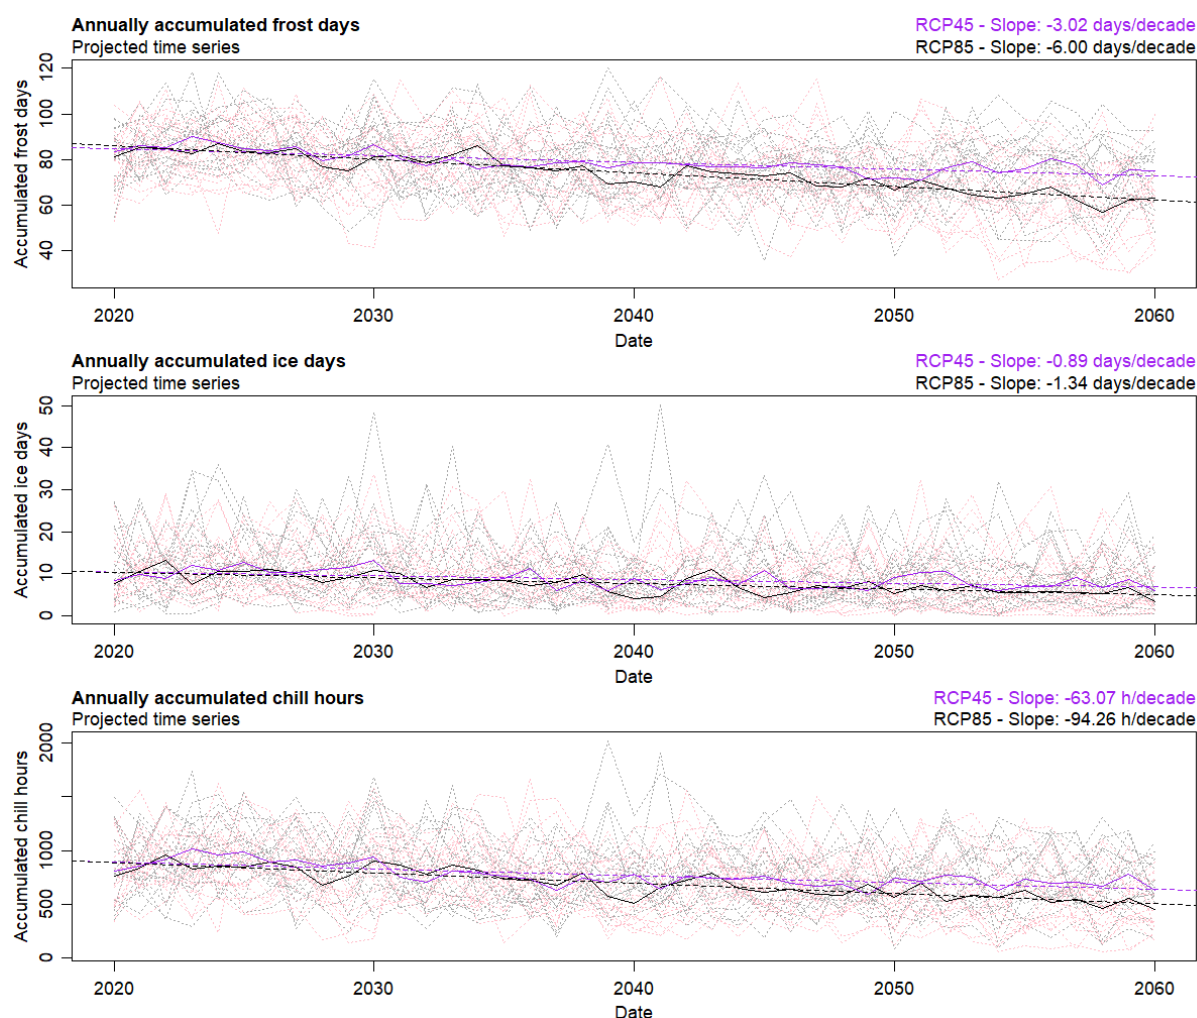 Annually accumulated frost days
RCP45 - Slope: -3.02 days/decade
Projected time series
RCP85 - Slope: -6.00 days/decade
Accumulated frost days
120
100
80
60
40
2020 2030 2040 2050 2060
Date
Annually accumulated ice days
RCP45 - Slope: -0.89 days/decade
Projected time series
RCP85 - Slope: -1.34 days/decade
Accumulated ice days
50
40
30
20
10
0
2020 2030 2040 2050 2060
Date
Annually accumulated chill hours
RCP45 - Slope: -63.07 h/decade
Projected time series
RCP85 - Slope: -94.26 h/decade
Accumulated chill hours
2000
1000
500
0
2020 2030 2040 2050 2060
Date